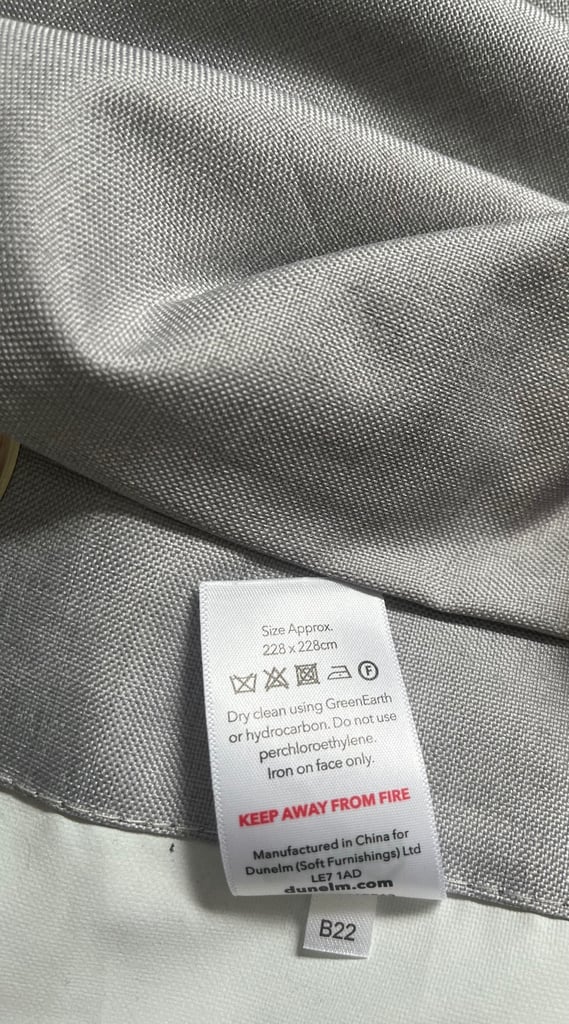 Size Approx.
228 x 228cm
F
Dry clean using GreenEarth
or hydrocarbon. Do not use
perchloroethylene.
Iron on face only.
KEEP AWAY FROM FIRE
Manufactured in China for
Dunelm (Soft Furnishings) Ltd
LE7 1AD
dunelm.com
B22